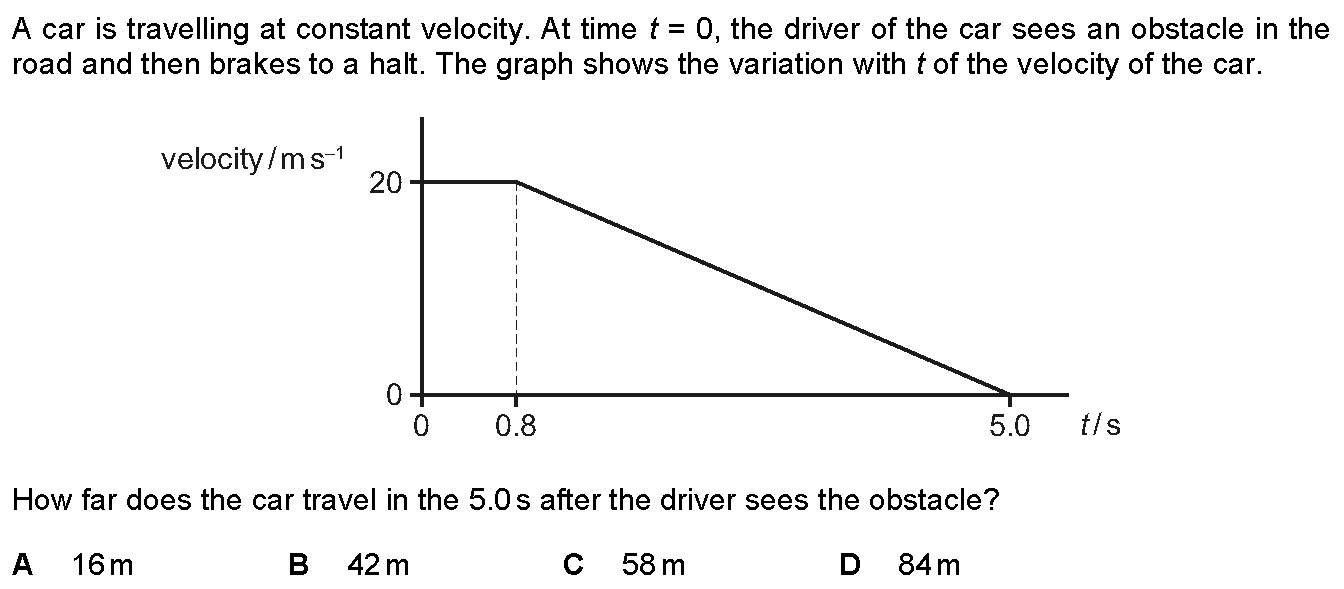 A car is travelling at constant velocity. At time t = 0, the driver of the car sees an obstacle in the
road and then brakes to a halt. The graph shows the variation with t of the velocity of the car.
velocity / m s⁻¹
20
0
0 0.8 5.0 t / s
How far does the car travel in the 5.0 s after the driver sees the obstacle?
A 16 m B 42 m C 58 m D 84 m